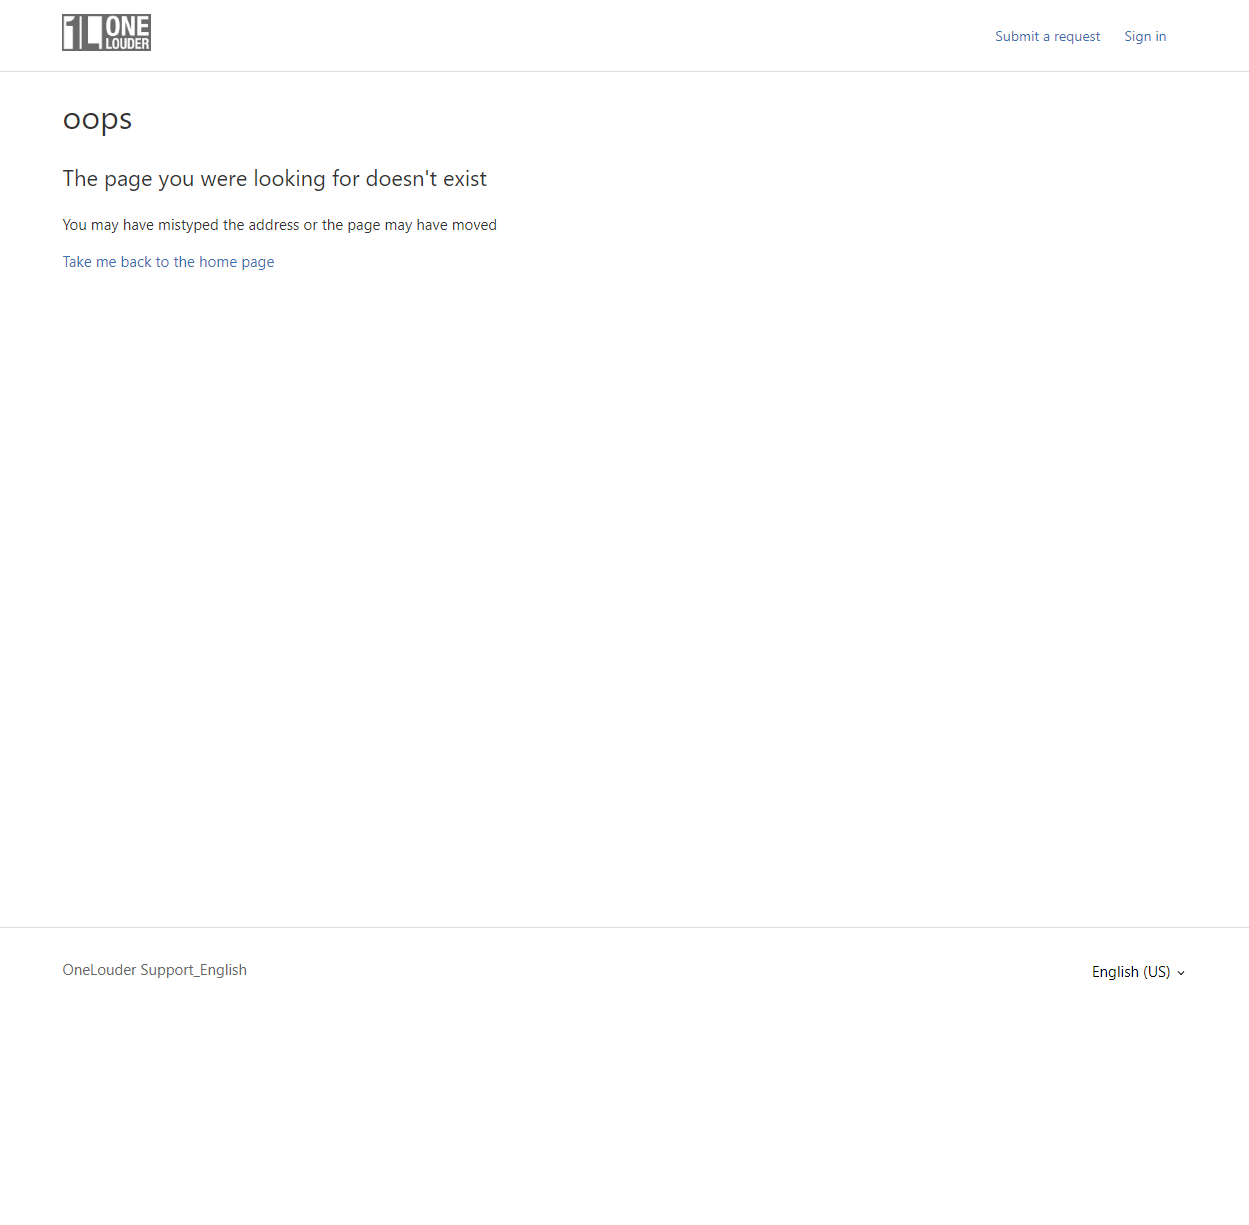 1L ONE
LOUDER
Submit a request
Sign in
oops
The page you were looking for doesn't exist
You may have mistyped the address or the page may have moved
Take me back to the home page
OneLouder Support_English
English (US)